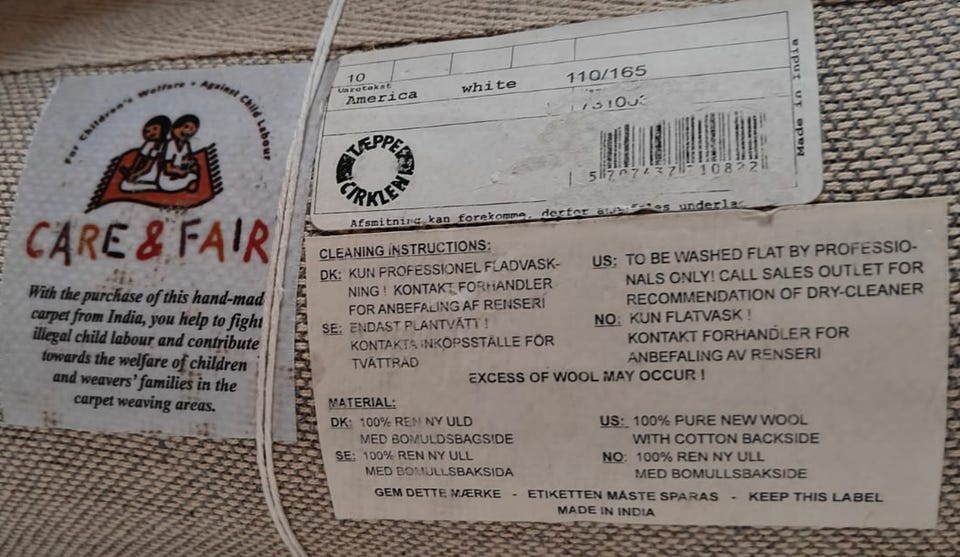 For Children's Welfare • Against Child Labour
CARE & FAIR
With the purchase of this hand-mad
carpet from India, you help to fight
illegal child labour and contribute
towards the welfare of children
and weavers' families in the
carpet weaving areas.
10
Varetekst
America white 110/165
TÆPPE
CIRKLEN
Made in India
Afsmitning kan forekomme, derfor
CLEANING INSTRUCTIONS:
DK: KUN PROFESSIONEL FLADVASK-
NING ! KONTAKT FORHANDLER
FOR ANBEFALING AF RENSERI
SE: ENDAST PLANTVÄTT !
KONTAKTA INKÖPSSTÄLLE FÖR
TVÄTTRÅD
US: TO BE WASHED FLAT BY PROFESSIO-
NALS ONLY! CALL SALES OUTLET FOR
RECOMMENDATION OF DRY-CLEANER
NO: KUN FLATVASK !
KONTAKT FORHANDLER FOR
ANBEFALING AV RENSERI
EXCESS OF WOOL MAY OCCUR !
MATERIAL:
DK: 100% REN NY ULD
MED BOMULDSBAGSIDE
SE: 100% REN NY ULL
MED BOMULLSBAKSIDA
US: 100% PURE NEW WOOL
WITH COTTON BACKSIDE
NO: 100% REN NY ULL
MED BOMULLSBAKSIDE
GEM DETTE MÆRKE - ETIKETTEN MÅSTE SPARAS - KEEP THIS LABEL
MADE IN INDIA